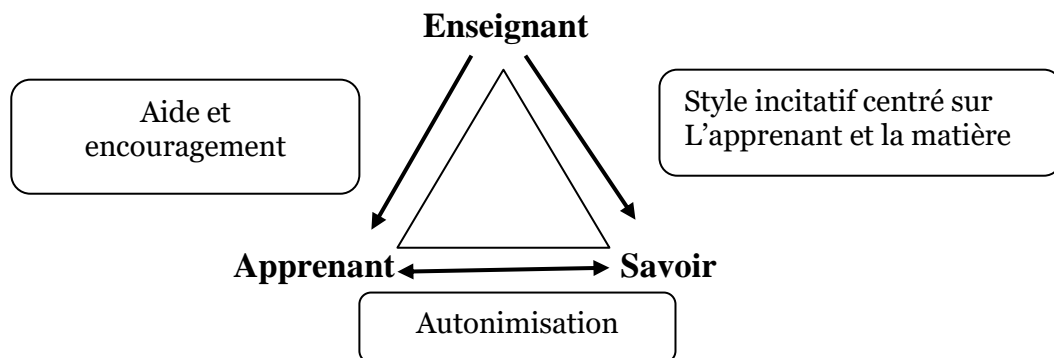 Enseignant
Aide et
encouragement
Style incitatif centré sur
L’apprenant et la matière
Apprenant
Savoir
Autonimisation